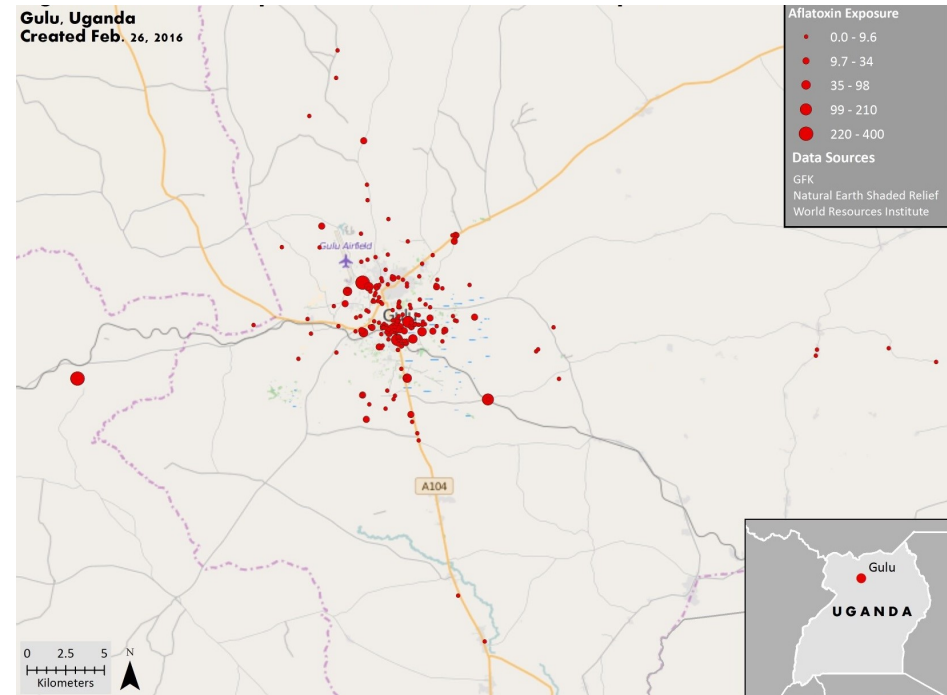 Gulu, Uganda
Created Feb. 26, 2016
Aflatoxin Exposure
0.0 - 9.6
9.7 - 34
35 - 98
99 - 210
220 - 400
Data Sources
GFK
Natural Earth Shaded Relief
World Resources Institute
Gulu Airfield
Gulu
A104
Gulu
UGANDA
0 2.5 5
Kilometers
N